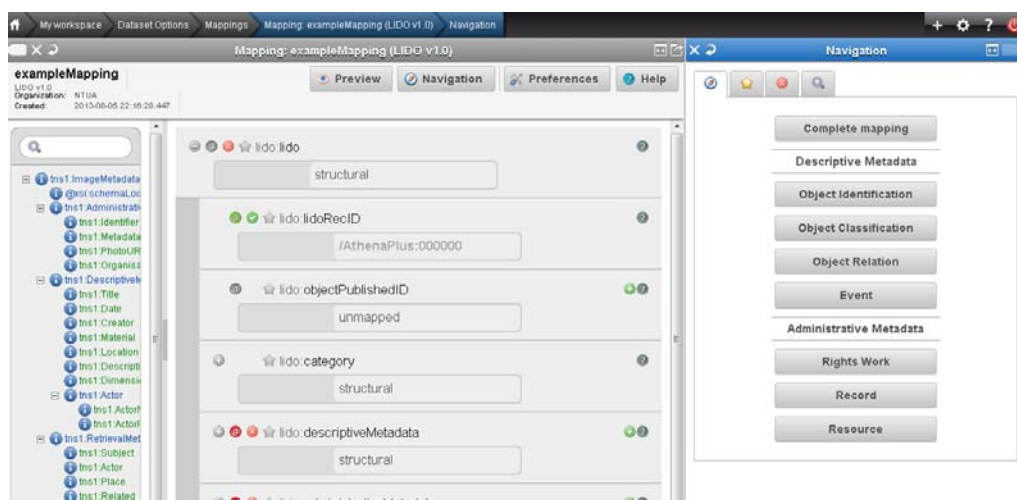 My workspace Dataset Options Mappings Mapping: exampleMapping (LIDO v1.0) Navigation
Mapping: exampleMapping (LIDO v1.0)
exampleMapping
LIDO v1.0
Organization: NTUA
Created: 2013-08-05 22:16:20.447
Preview Navigation Preferences Help
tns1:ImageMetadata
@xsi:schemaLoc
tns1:Administrati
tns1:Identifier
tns1:Metadata
tns1:PhotoUR
tns1:Organisa
tns1:DescriptiveM
tns1:Title
tns1:Date
tns1:Creator
tns1:Material
tns1:Location
tns1:Descripti
tns1:Dimensi
tns1:Actor
tns1:Actor
tns1:Actor
tns1:RetrievalMet
tns1:Subject
tns1:Actor
tns1:Place
tns1:Related
lido:lido
structural
lido:lidoRecID
/AthenaPlus:000000
lido:objectPublishedID
unmapped
lido:category
structural
lido:descriptiveMetadata
structural
Navigation
Complete mapping
Descriptive Metadata
Object Identification
Object Classification
Object Relation
Event
Administrative Metadata
Rights Work
Record
Resource